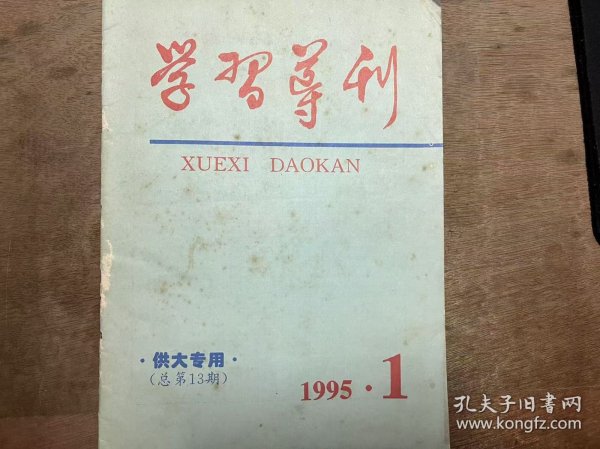 学习导刊
XUEXI DAOKAN
·供大专用·
(总第13期)
1995·1
孔夫子旧書网
www.kongfz.com